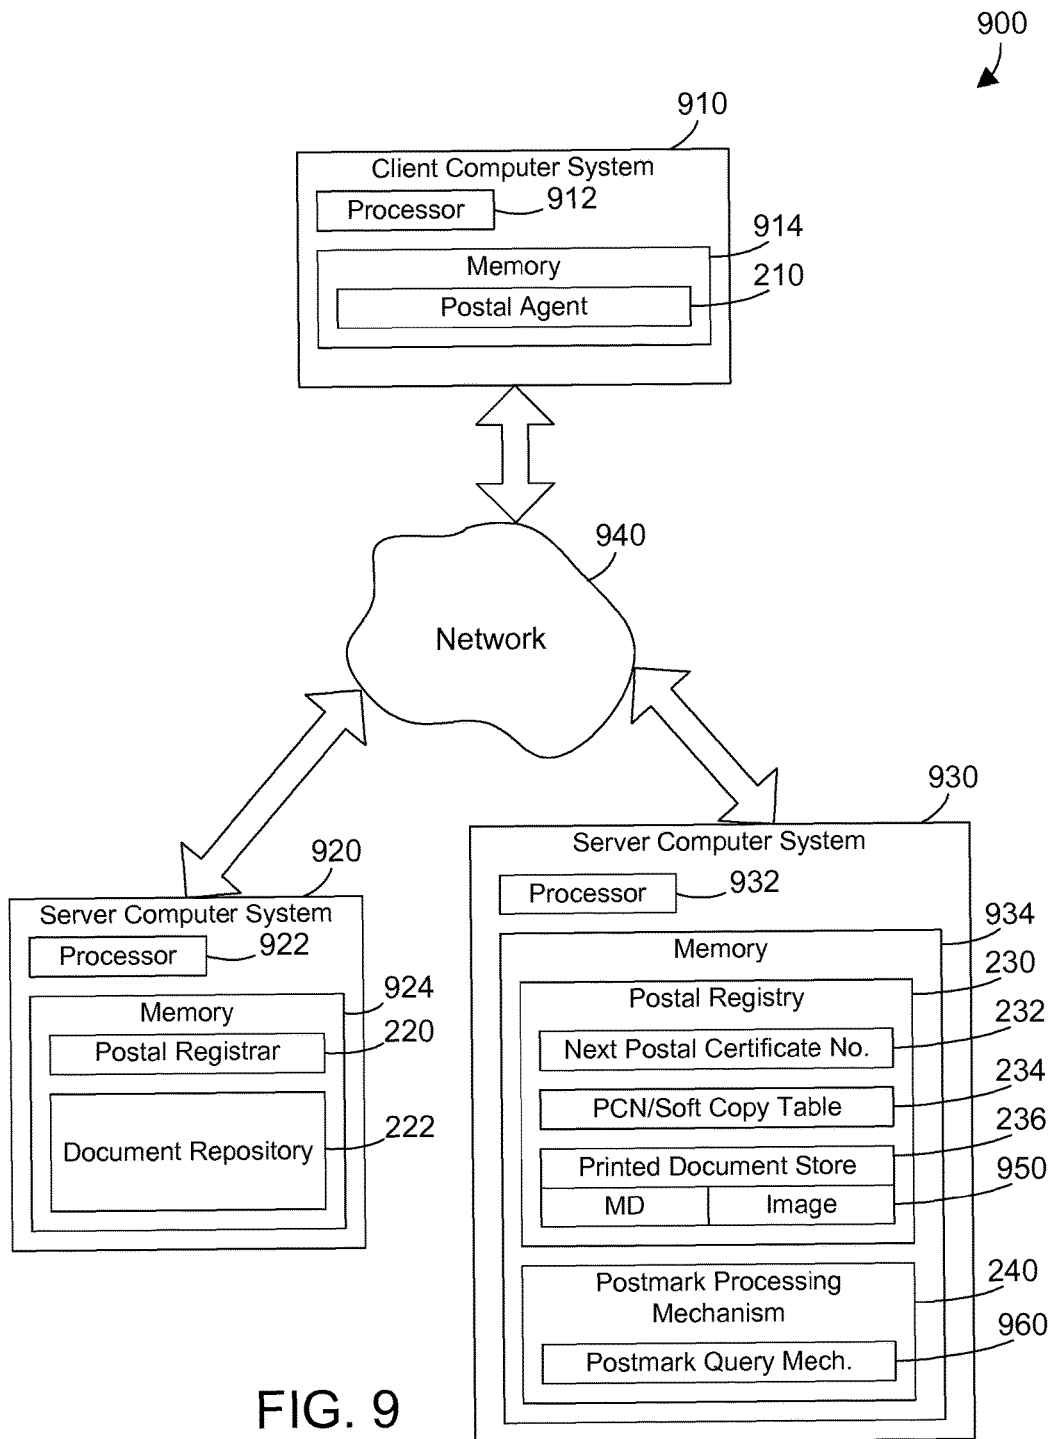 900
910
Client Computer System
Processor
912
914
Memory
210
Postal Agent
940
Network
930
Server Computer System
920
Processor
932
Server Computer System
934
Processor
922
Memory
230
924
Postal Registry
Memory
232
220
Next Postal Certificate No.
Postal Registrar
234
PCN/Soft Copy Table
222
236
Document Repository
Printed Document Store
950
MD
Image
240
Postmark Processing
Mechanism
960
Postmark Query Mech.
FIG. 9